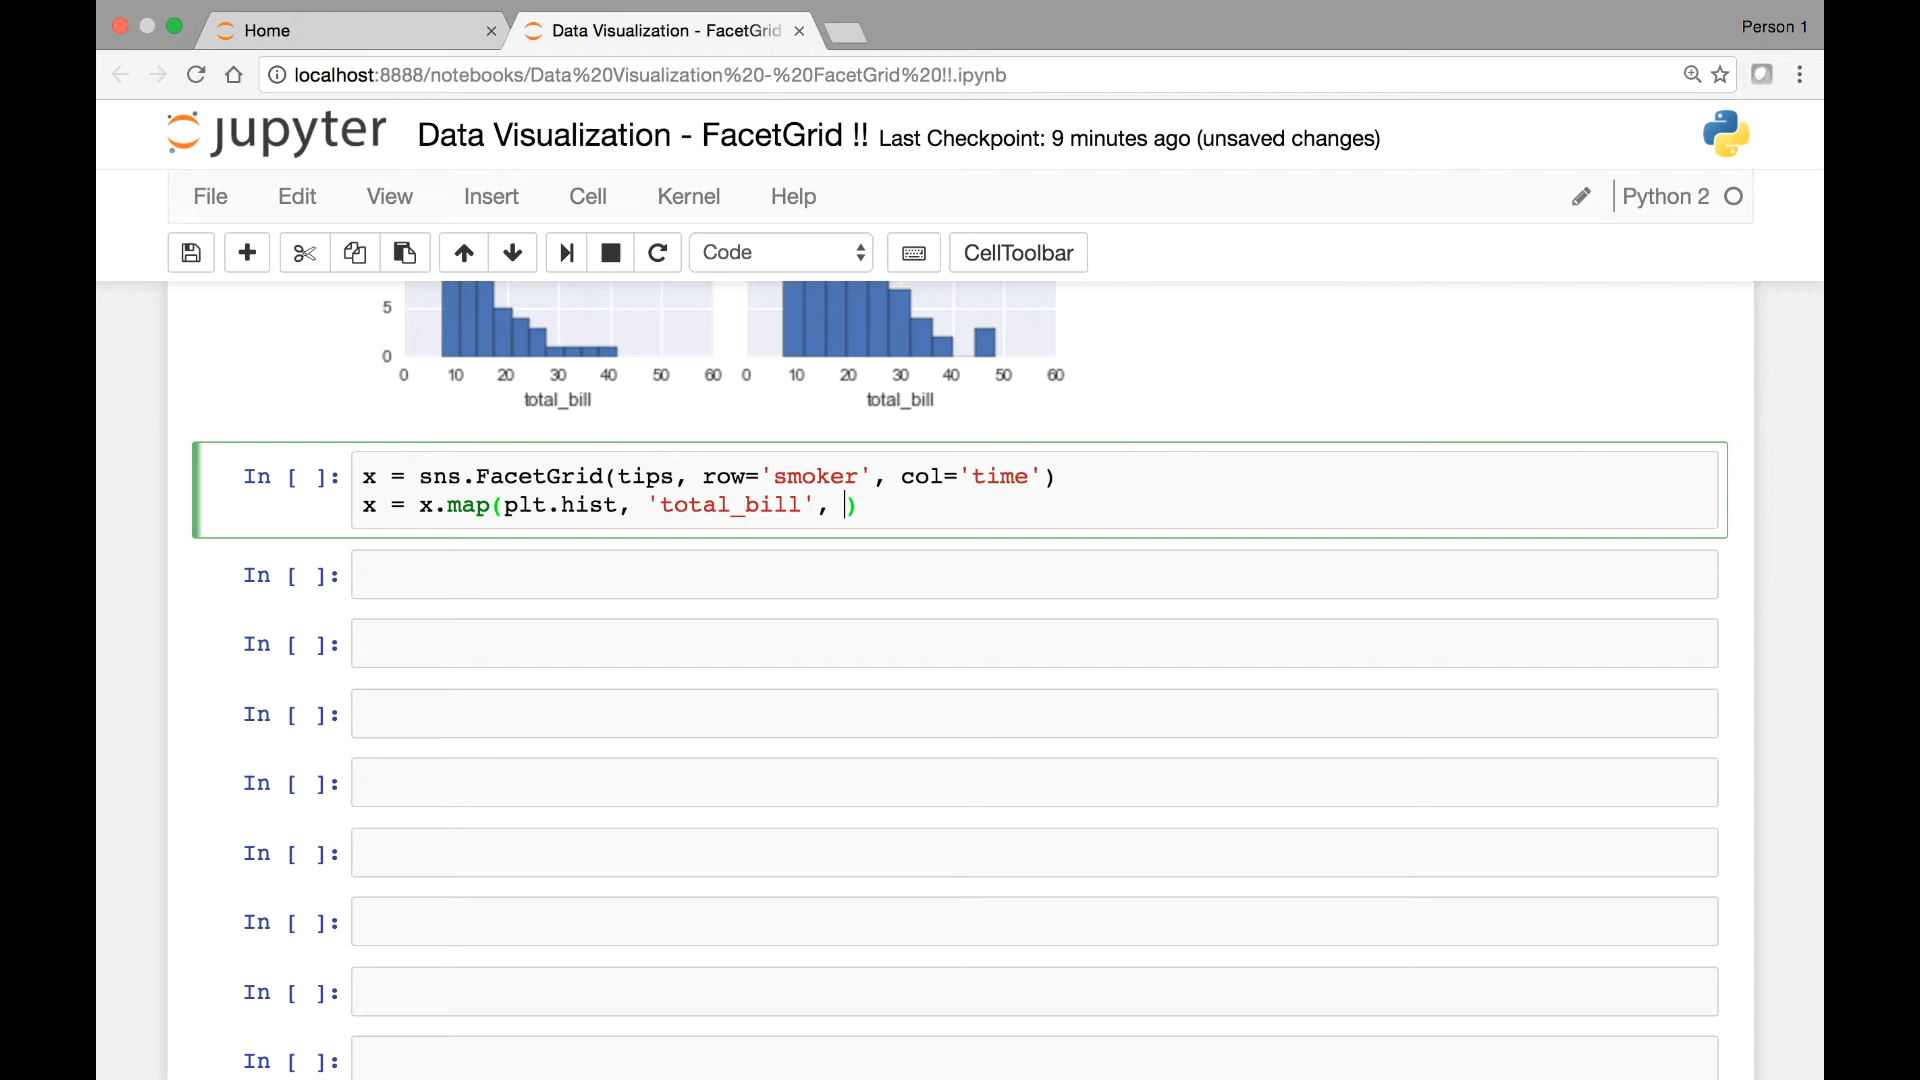 Home
Data Visualization - FacetGrid
Person 1
localhost:8888/notebooks/Data%20Visualization%20-%20FacetGrid%20!!.ipynb
jupyter Data Visualization - FacetGrid !! Last Checkpoint: 9 minutes ago (unsaved changes)
File Edit View Insert Cell Kernel Help Python 2
Code CellToolbar
5
0
0 10 20 30 40 50 60 0 10 20 30 40 50 60
total_bill total_bill
In [ ]: x = sns.FacetGrid(tips, row='smoker', col='time')
x = x.map(plt.hist, 'total_bill', )
In [ ]:
In [ ]:
In [ ]:
In [ ]:
In [ ]:
In [ ]:
In [ ]:
In [ ]: